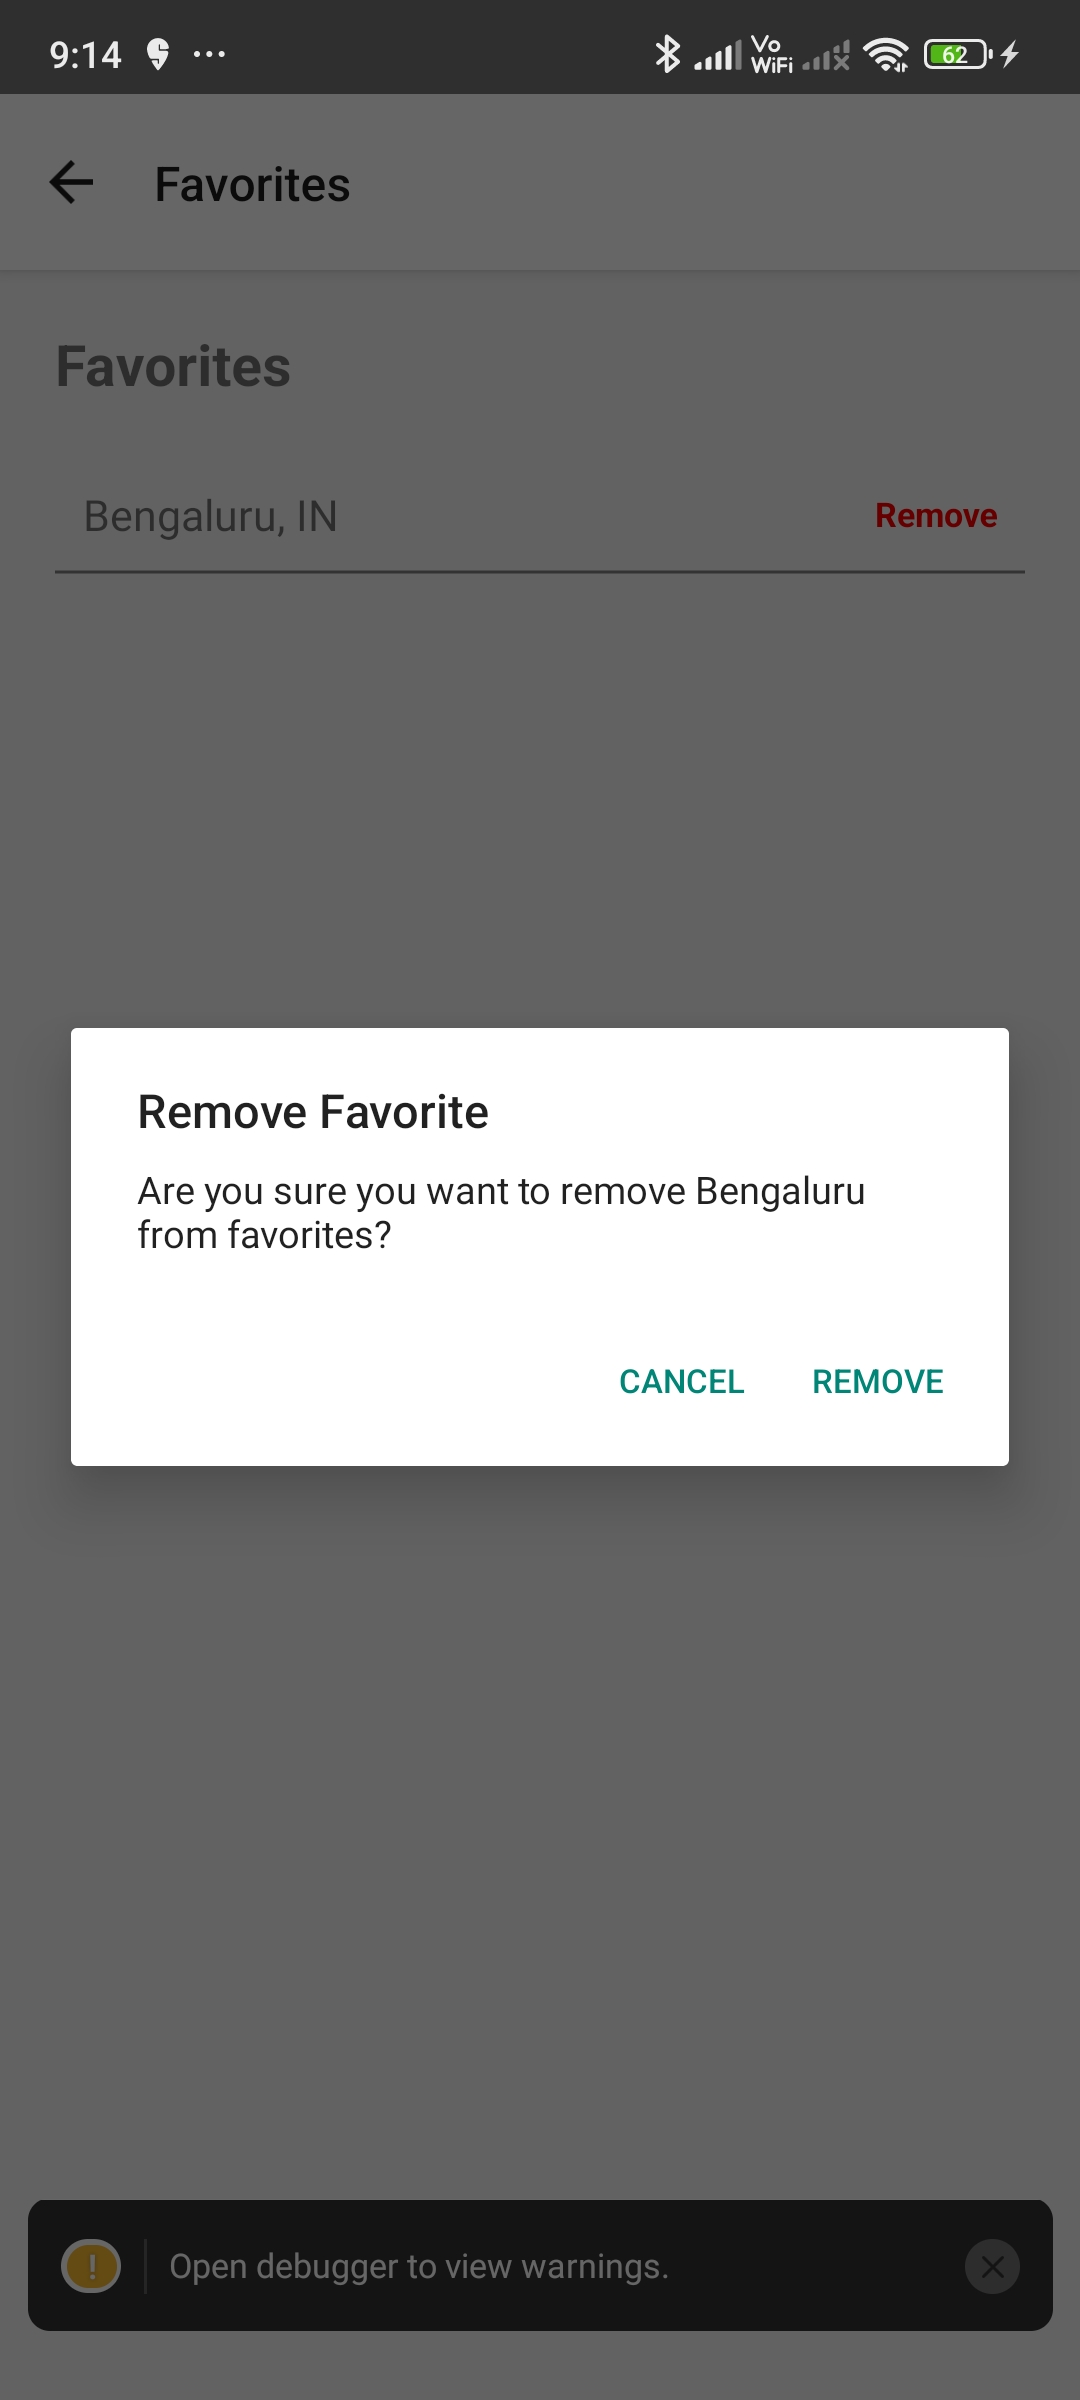 9:14 ... Vo WiFi 62
Favorites
Favorites
Bengaluru, IN Remove
Remove Favorite
Are you sure you want to remove Bengaluru
from favorites?
CANCEL REMOVE
! Open debugger to view warnings.